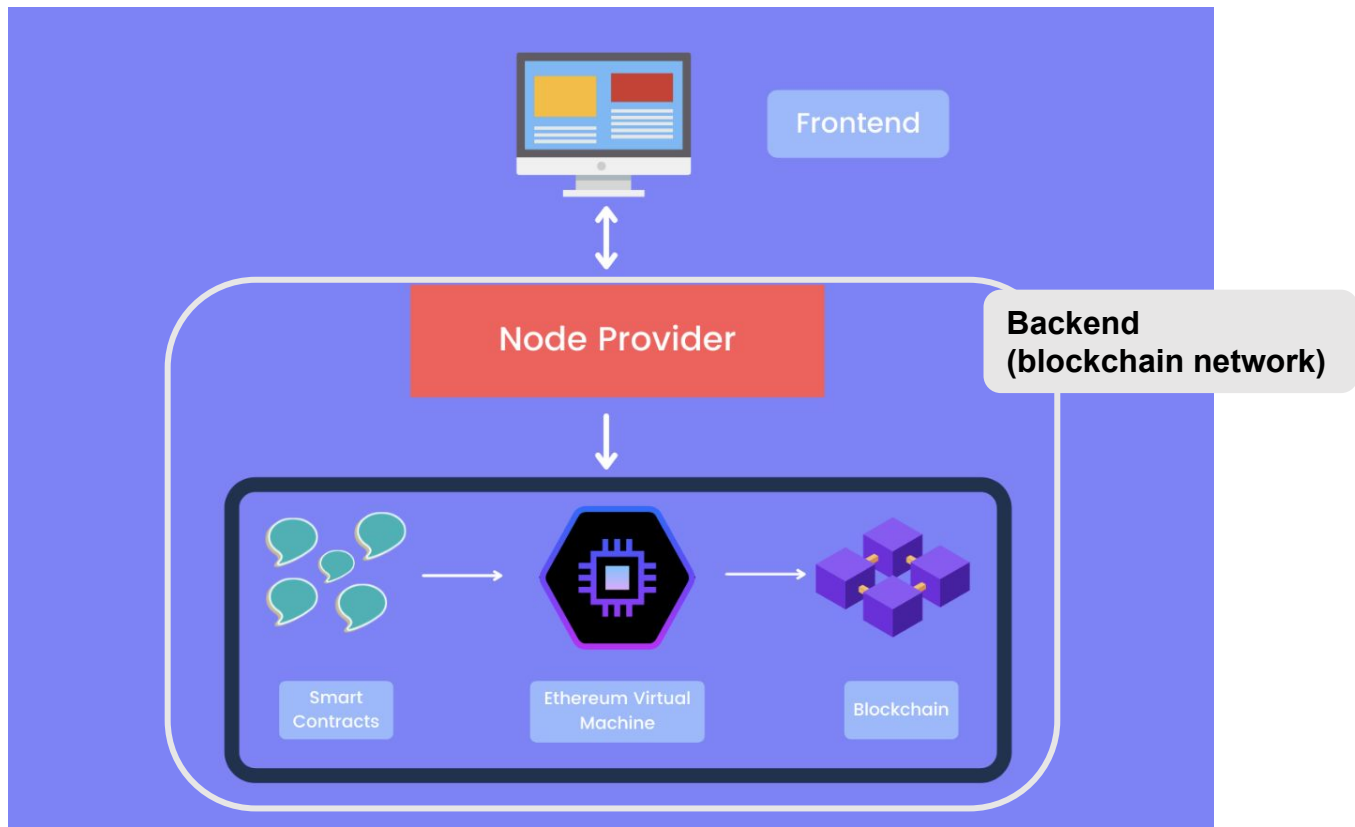 Frontend
Node Provider
Backend
(blockchain network)
Smart
Contracts
Ethereum Virtual
Machine
Blockchain